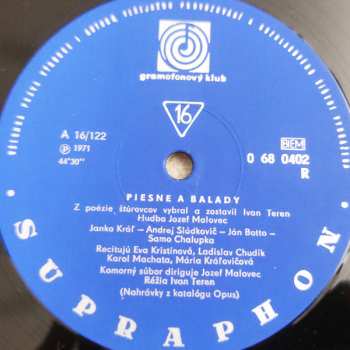 gramofonový klub
16
A 16/122
P 1971
44'30"
BIEM
0 68 0402
R
PIESNE A BALADY
Z poézie štúrovcov vybral a zostavil Ivan Teren
Hudba Jozef Malovec
Janko Kráľ – Andrej Sládkovič – Ján Botto –
Samo Chalupka
Recitujú Eva Kristínová, Ladislav Chudík
Karol Machata, Mária Kráľovičová
Komorný súbor diriguje Jozef Malovec
Réžia Ivan Teren
(Nahrávky z katalógu Opus)
SUPRAPHON